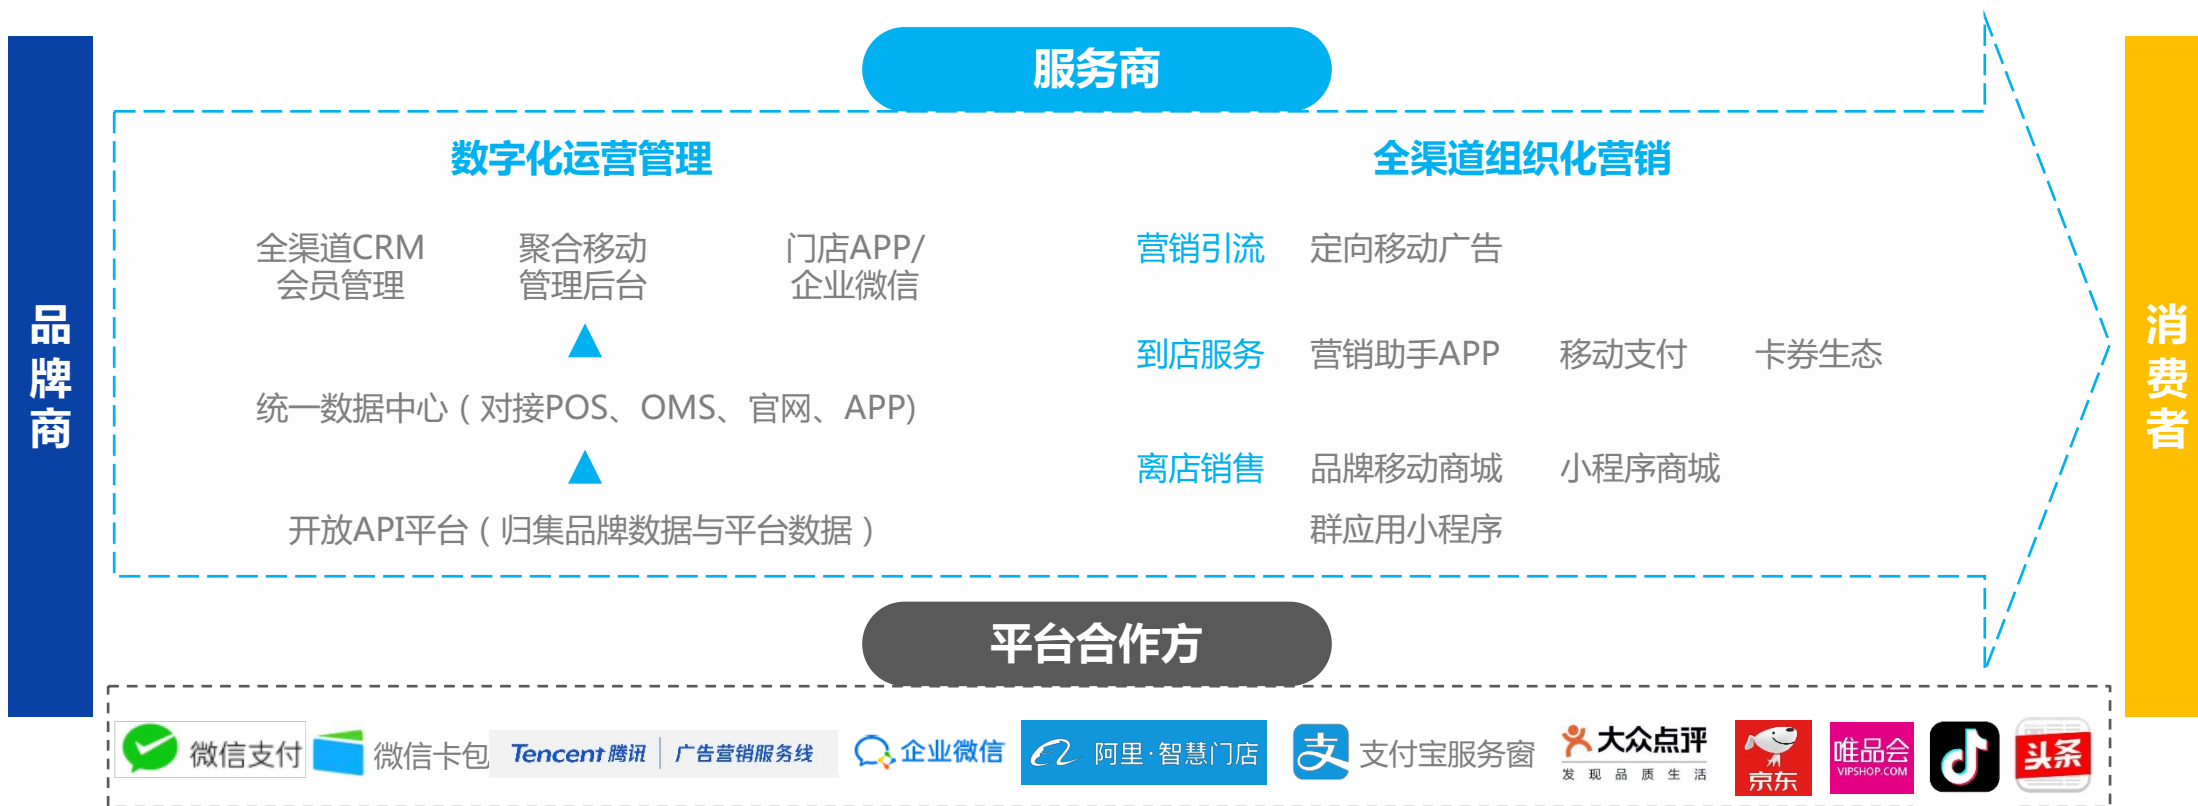 服务商
品牌商
消费者
数字化运营管理
全渠道CRM
会员管理
聚合移动
管理后台
门店APP/
企业微信
统一数据中心（对接POS、OMS、官网、APP)
开放API平台（归集品牌数据与平台数据）
全渠道组织化营销
营销引流 定向移动广告
到店服务 营销助手APP 移动支付 卡券生态
离店销售 品牌移动商城 小程序商城
群应用小程序
平台合作方
微信支付
微信卡包
Tencent 腾讯 广告营销服务线
企业微信
阿里·智慧门店
支 支付宝服务窗
大众点评
发现品质生活
京东
唯品会
VIPSHOP.COM
头条